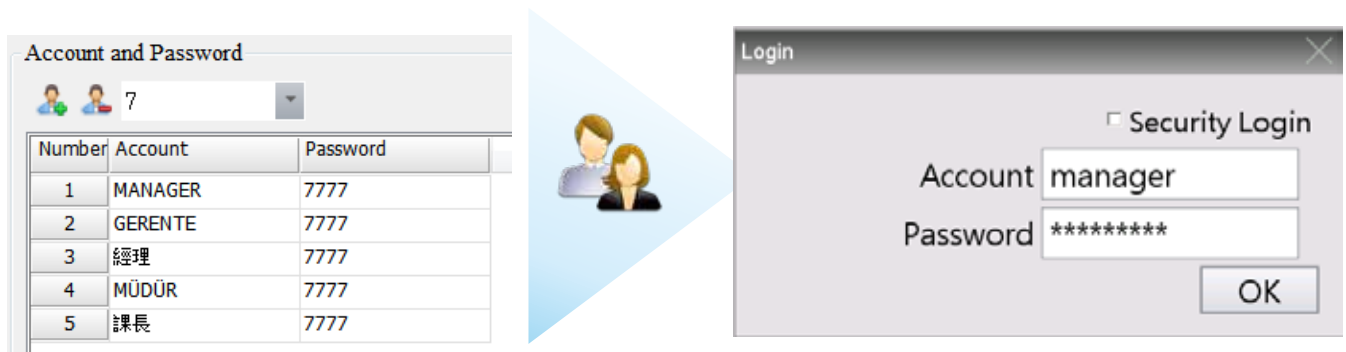 Account and Password
7
Number Account Password
1 MANAGER 7777
2 GERENTE 7777
3 經理 7777
4 MÜDÜR 7777
5 課長 7777
Login
Security Login
Account manager
Password *********
OK